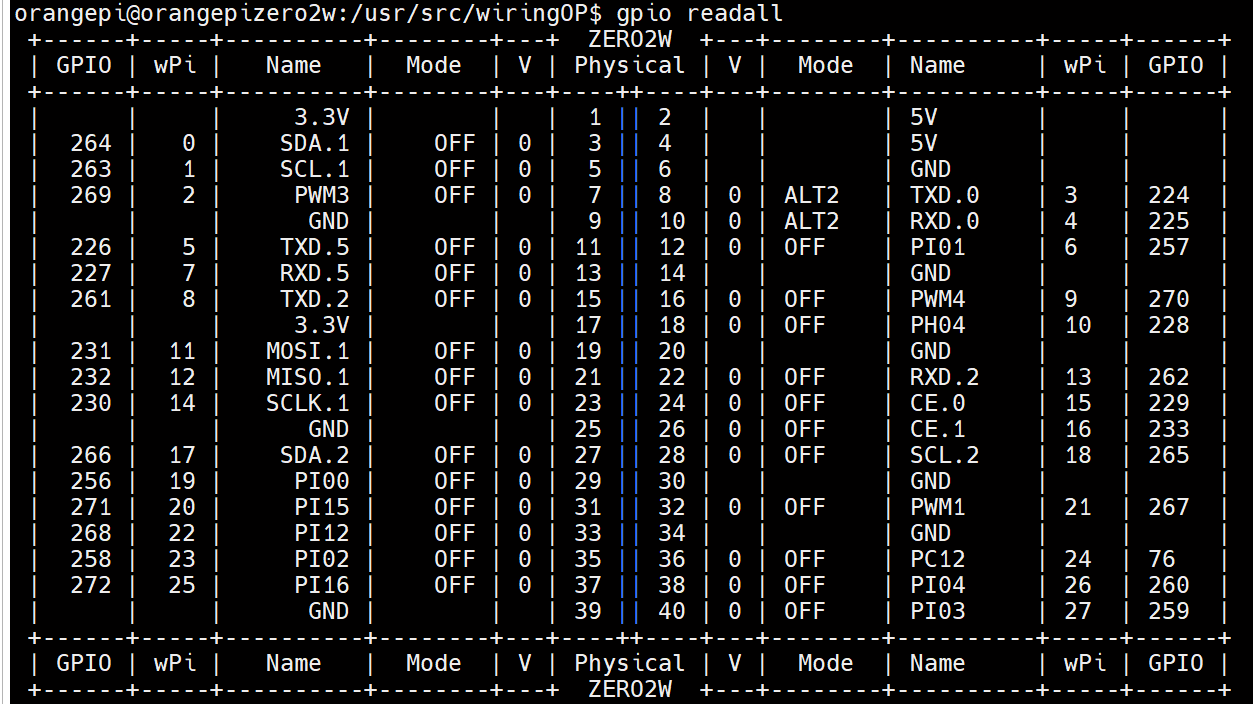 orangepi@orangepizero2w:/usr/src/wiringOP$ gpio readall
 +------+-----+----------+--------+---+  ZERO2W  +---+--------+----------+-----+------+
 | GPIO | wPi |   Name   |  Mode  | V | Physical | V |  Mode  | Name     | wPi | GPIO |
 +------+-----+----------+--------+---+----++----+---+--------+----------+-----+------+
 |      |     |     3.3V |        |   |  1 || 2  |   |        | 5V       |     |      |
 |  264 |   0 |    SDA.1 |    OFF | 0 |  3 || 4  |   |        | 5V       |     |      |
 |  263 |   1 |    SCL.1 |    OFF | 0 |  5 || 6  |   |        | GND      |     |      |
 |  269 |   2 |     PWM3 |    OFF | 0 |  7 || 8  | 0 | ALT2   | TXD.0    | 3   | 224  |
 |      |     |      GND |        |   |  9 || 10 | 0 | ALT2   | RXD.0    | 4   | 225  |
 |  226 |   5 |    TXD.5 |    OFF | 0 | 11 || 12 | 0 | OFF    | PI01     | 6   | 257  |
 |  227 |   7 |    RXD.5 |    OFF | 0 | 13 || 14 |   |        | GND      |     |      |
 |  261 |   8 |    TXD.2 |    OFF | 0 | 15 || 16 | 0 | OFF    | PWM4     | 9   | 270  |
 |      |     |     3.3V |        |   | 17 || 18 | 0 | OFF    | PH04     | 10  | 228  |
 |  231 |  11 |   MOSI.1 |    OFF | 0 | 19 || 20 |   |        | GND      |     |      |
 |  232 |  12 |   MISO.1 |    OFF | 0 | 21 || 22 | 0 | OFF    | RXD.2    | 13  | 262  |
 |  230 |  14 |   SCLK.1 |    OFF | 0 | 23 || 24 | 0 | OFF    | CE.0     | 15  | 229  |
 |      |     |      GND |        |   | 25 || 26 | 0 | OFF    | CE.1     | 16  | 233  |
 |  266 |  17 |    SDA.2 |    OFF | 0 | 27 || 28 | 0 | OFF    | SCL.2    | 18  | 265  |
 |  256 |  19 |     PI00 |    OFF | 0 | 29 || 30 |   |        | GND      |     |      |
 |  271 |  20 |     PI15 |    OFF | 0 | 31 || 32 | 0 | OFF    | PWM1     | 21  | 267  |
 |  268 |  22 |     PI12 |    OFF | 0 | 33 || 34 |   |        | GND      |     |      |
 |  258 |  23 |     PI02 |    OFF | 0 | 35 || 36 | 0 | OFF    | PC12     | 24  | 76   |
 |  272 |  25 |     PI16 |    OFF | 0 | 37 || 38 | 0 | OFF    | PI04     | 26  | 260  |
 |      |     |      GND |        |   | 39 || 40 | 0 | OFF    | PI03     | 27  | 259  |
 +------+-----+----------+--------+---+----++----+---+--------+----------+-----+------+
 | GPIO | wPi |   Name   |  Mode  | V | Physical | V |  Mode  | Name     | wPi | GPIO |
 +------+-----+----------+--------+---+  ZERO2W  +---+--------+----------+-----+------+